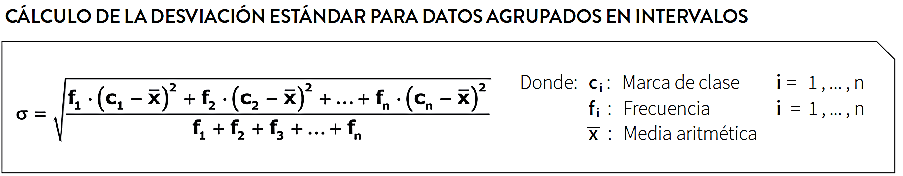 CÁLCULO DE LA DESVIACIÓN ESTÁNDAR PARA DATOS AGRUPADOS EN INTERVALOS
σ = √((f₁ · (c₁ – x̅)² + f₂ · (c₂ – x̅)² + ... + fₙ · (cₙ – x̅)²) / (f₁ + f₂ + f₃ + ... + fₙ))
Donde: cᵢ : Marca de clase i = 1 , ... , n
fᵢ : Frecuencia i = 1 , ... , n
x̅ : Media aritmética